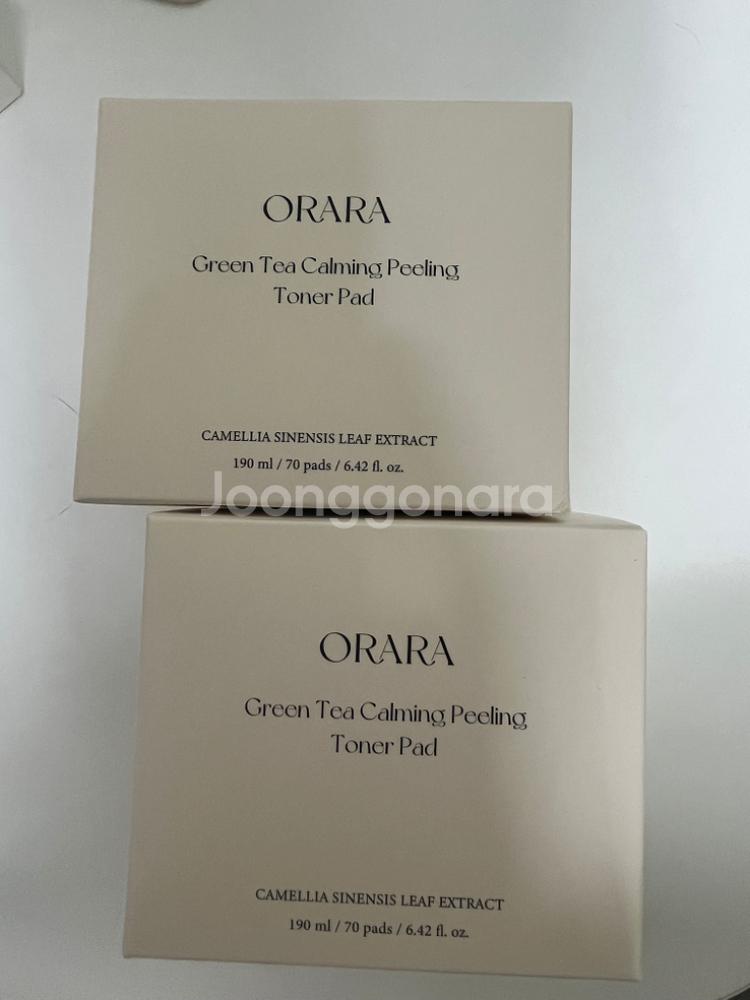 ORARA
Green Tea Calming Peeling
Toner Pad
CAMELLIA SINENSIS LEAF EXTRACT
190 ml / 70 pads / 6.42 fl. oz.
Joonggonara
ORARA
Green Tea Calming Peeling
Toner Pad
CAMELLIA SINENSIS LEAF EXTRACT
190 ml / 70 pads / 6.42 fl. oz.